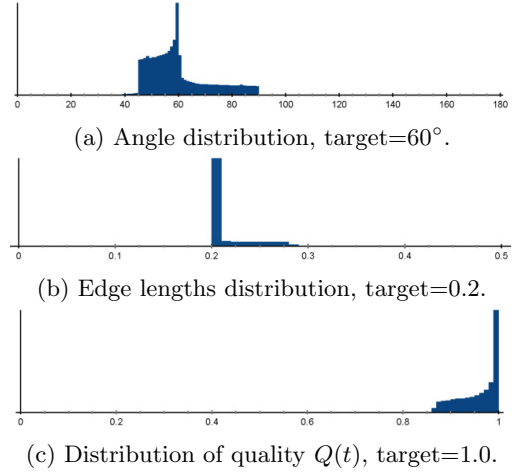 0 20 40 60 80 100 120 140 160 180
(a) Angle distribution, target=60°.
0 0.1 0.2 0.3 0.4 0.5
(b) Edge lengths distribution, target=0.2.
0 0.2 0.4 0.6 0.8 1
(c) Distribution of quality Q(t), target=1.0.